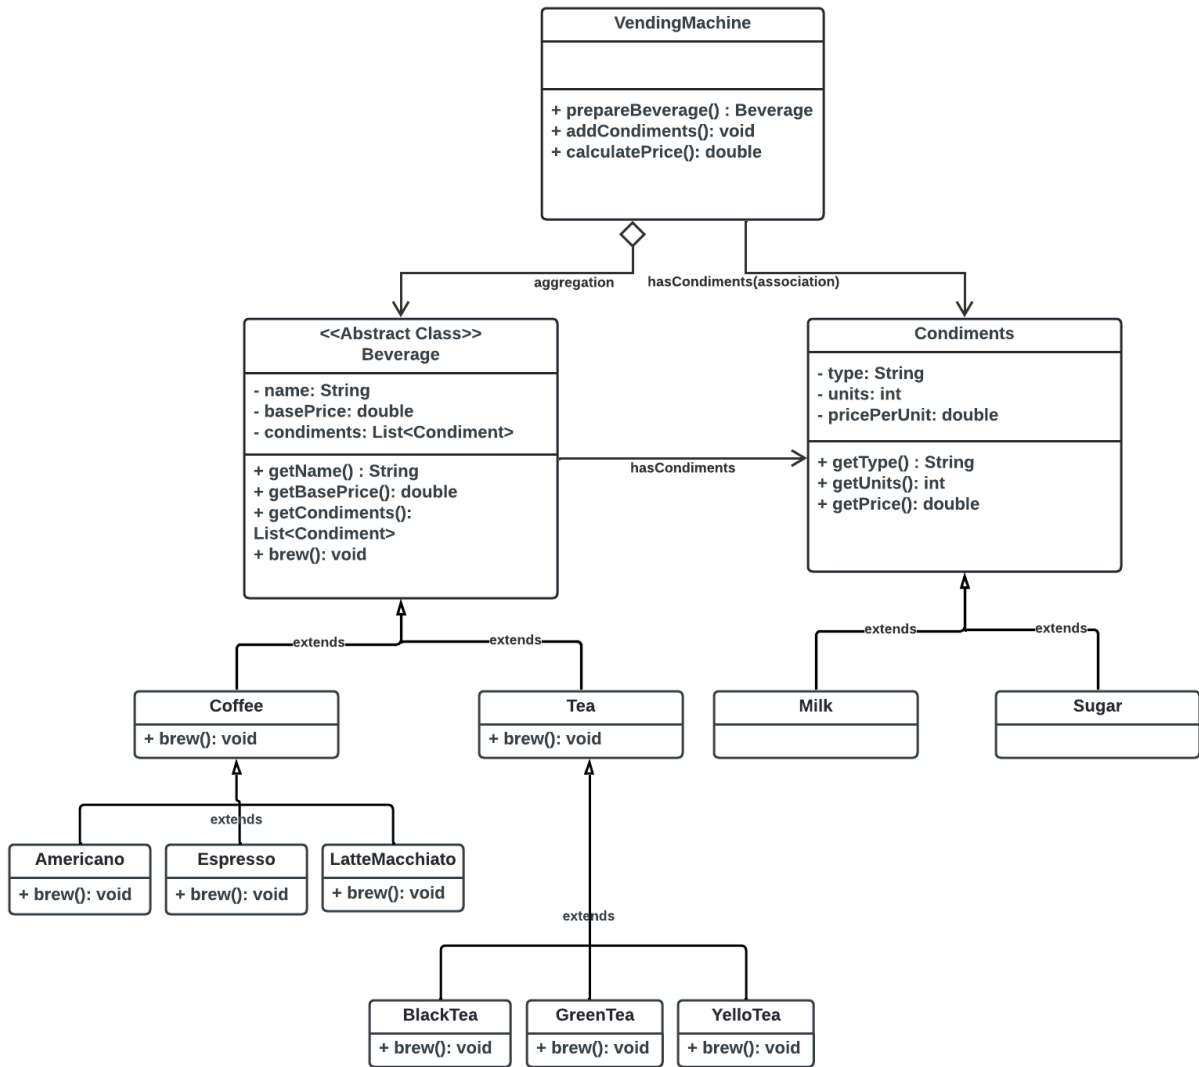 VendingMachine
+ prepareBeverage() : Beverage
+ addCondiments(): void
+ calculatePrice(): double
aggregation
hasCondiments(association)
<<Abstract Class>>
Beverage
- name: String
- basePrice: double
- condiments: List<Condiment>
+ getName() : String
+ getBasePrice(): double
+ getCondiments():
List<Condiment>
+ brew(): void
hasCondiments
Condiments
- type: String
- units: int
- pricePerUnit: double
+ getType() : String
+ getUnits(): int
+ getPrice(): double
extends
extends
extends
extends
Coffee
+ brew(): void
Tea
+ brew(): void
Milk
Sugar
extends
Americano
+ brew(): void
Espresso
+ brew(): void
LatteMacchiato
+ brew(): void
extends
BlackTea
+ brew(): void
GreenTea
+ brew(): void
YelloTea
+ brew(): void